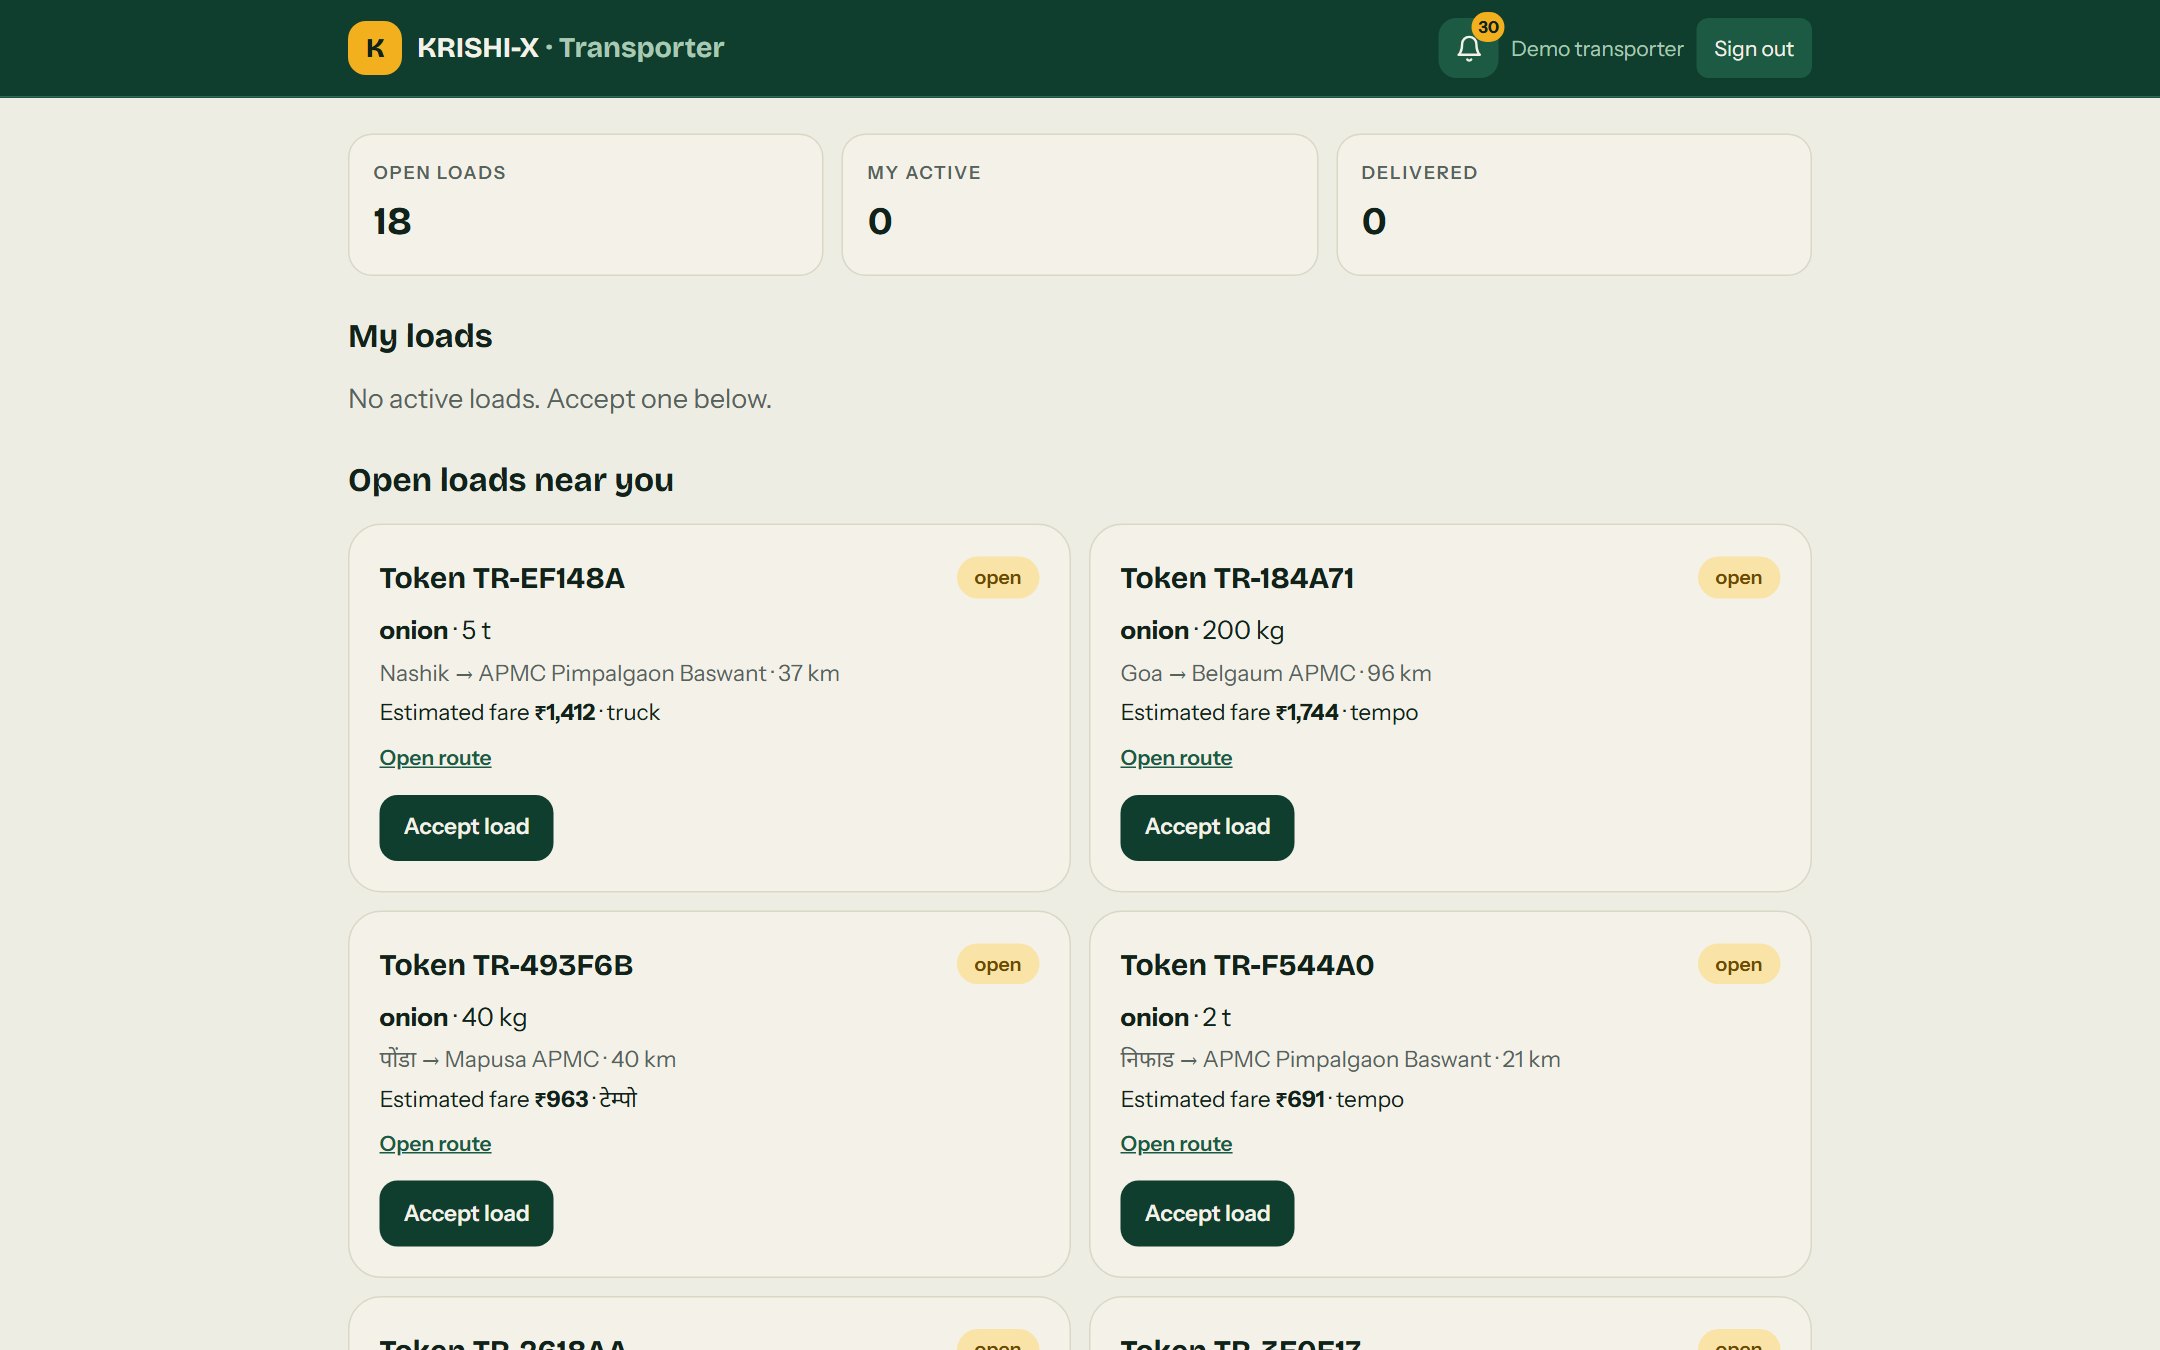 K KRISHI-X · Transporter
30
Demo transporter
Sign out
OPEN LOADS
18
MY ACTIVE
0
DELIVERED
0
My loads
No active loads. Accept one below.
Open loads near you
Token TR-EF148A open
onion · 5 t
Nashik → APMC Pimpalgaon Baswant · 37 km
Estimated fare ₹1,412 · truck
Open route
Accept load
Token TR-184A71 open
onion · 200 kg
Goa → Belgaum APMC · 96 km
Estimated fare ₹1,744 · tempo
Open route
Accept load
Token TR-493F6B open
onion · 40 kg
पोंडा → Mapusa APMC · 40 km
Estimated fare ₹963 · टेम्पो
Open route
Accept load
Token TR-F544A0 open
onion · 2 t
निफाड → APMC Pimpalgaon Baswant · 21 km
Estimated fare ₹691 · tempo
Open route
Accept load
Token open
Token open